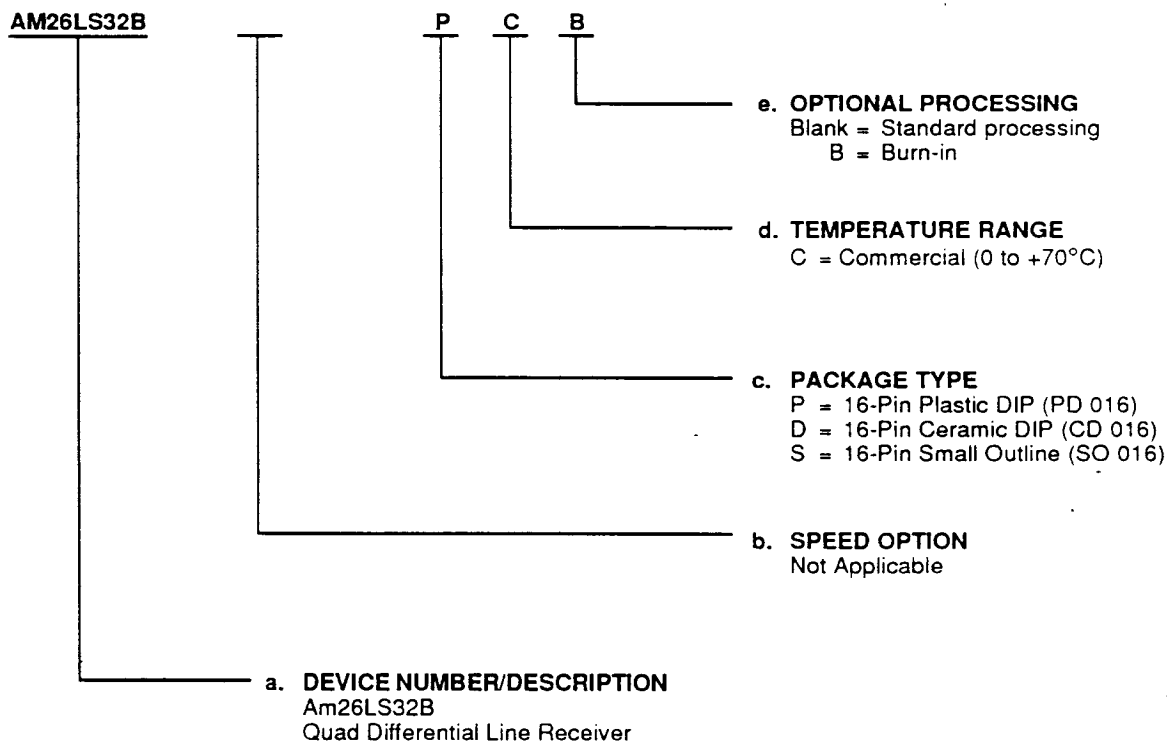 AM26LS32B P C B
e. OPTIONAL PROCESSING
Blank = Standard processing
B = Burn-in
d. TEMPERATURE RANGE
C = Commercial (0 to +70°C)
c. PACKAGE TYPE
P = 16-Pin Plastic DIP (PD 016)
D = 16-Pin Ceramic DIP (CD 016)
S = 16-Pin Small Outline (SO 016)
b. SPEED OPTION
Not Applicable
a. DEVICE NUMBER/DESCRIPTION
Am26LS32B
Quad Differential Line Receiver